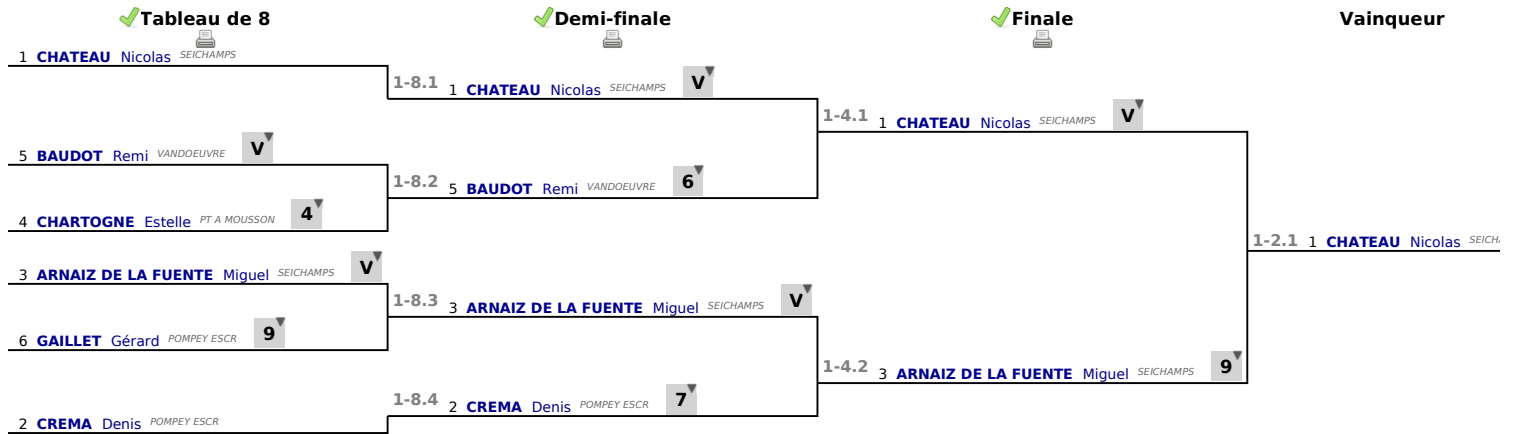 Tableau de 8 Demi-finale Finale Vainqueur
1 CHATEAU Nicolas SEICHAMPS
1-8.1 1 CHATEAU Nicolas SEICHAMPS V
1-4.1 1 CHATEAU Nicolas SEICHAMPS V
5 BAUDOT Remi VANDOEUVRE V
1-8.2 5 BAUDOT Remi VANDOEUVRE 6
4 CHARTOGNE Estelle PT A MOUSSON 4
1-2.1 1 CHATEAU Nicolas SEICHA
3 ARNAIZ DE LA FUENTE Miguel SEICHAMPS V
1-8.3 3 ARNAIZ DE LA FUENTE Miguel SEICHAMPS V
6 GAILLET Gérard POMPEY ESCR 9
1-4.2 3 ARNAIZ DE LA FUENTE Miguel SEICHAMPS 9
1-8.4 2 CREMA Denis POMPEY ESCR 7
2 CREMA Denis POMPEY ESCR